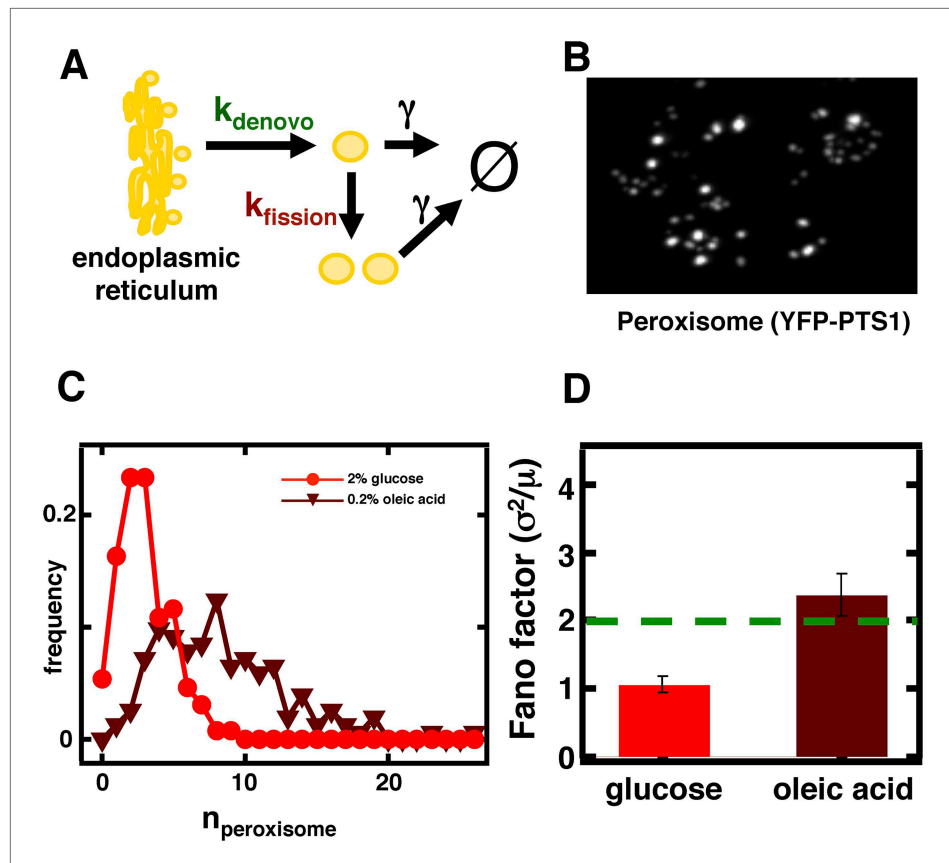 A
k_denovo
γ
Ø
k_fission
γ
endoplasmic
reticulum
B
Peroxisome (YFP-PTS1)
C
2% glucose
0.2% oleic acid
0.2
frequency
0
0
10
20
n_peroxisome
D
Fano factor (σ²/μ)
4
3
2
1
0
glucose
oleic acid